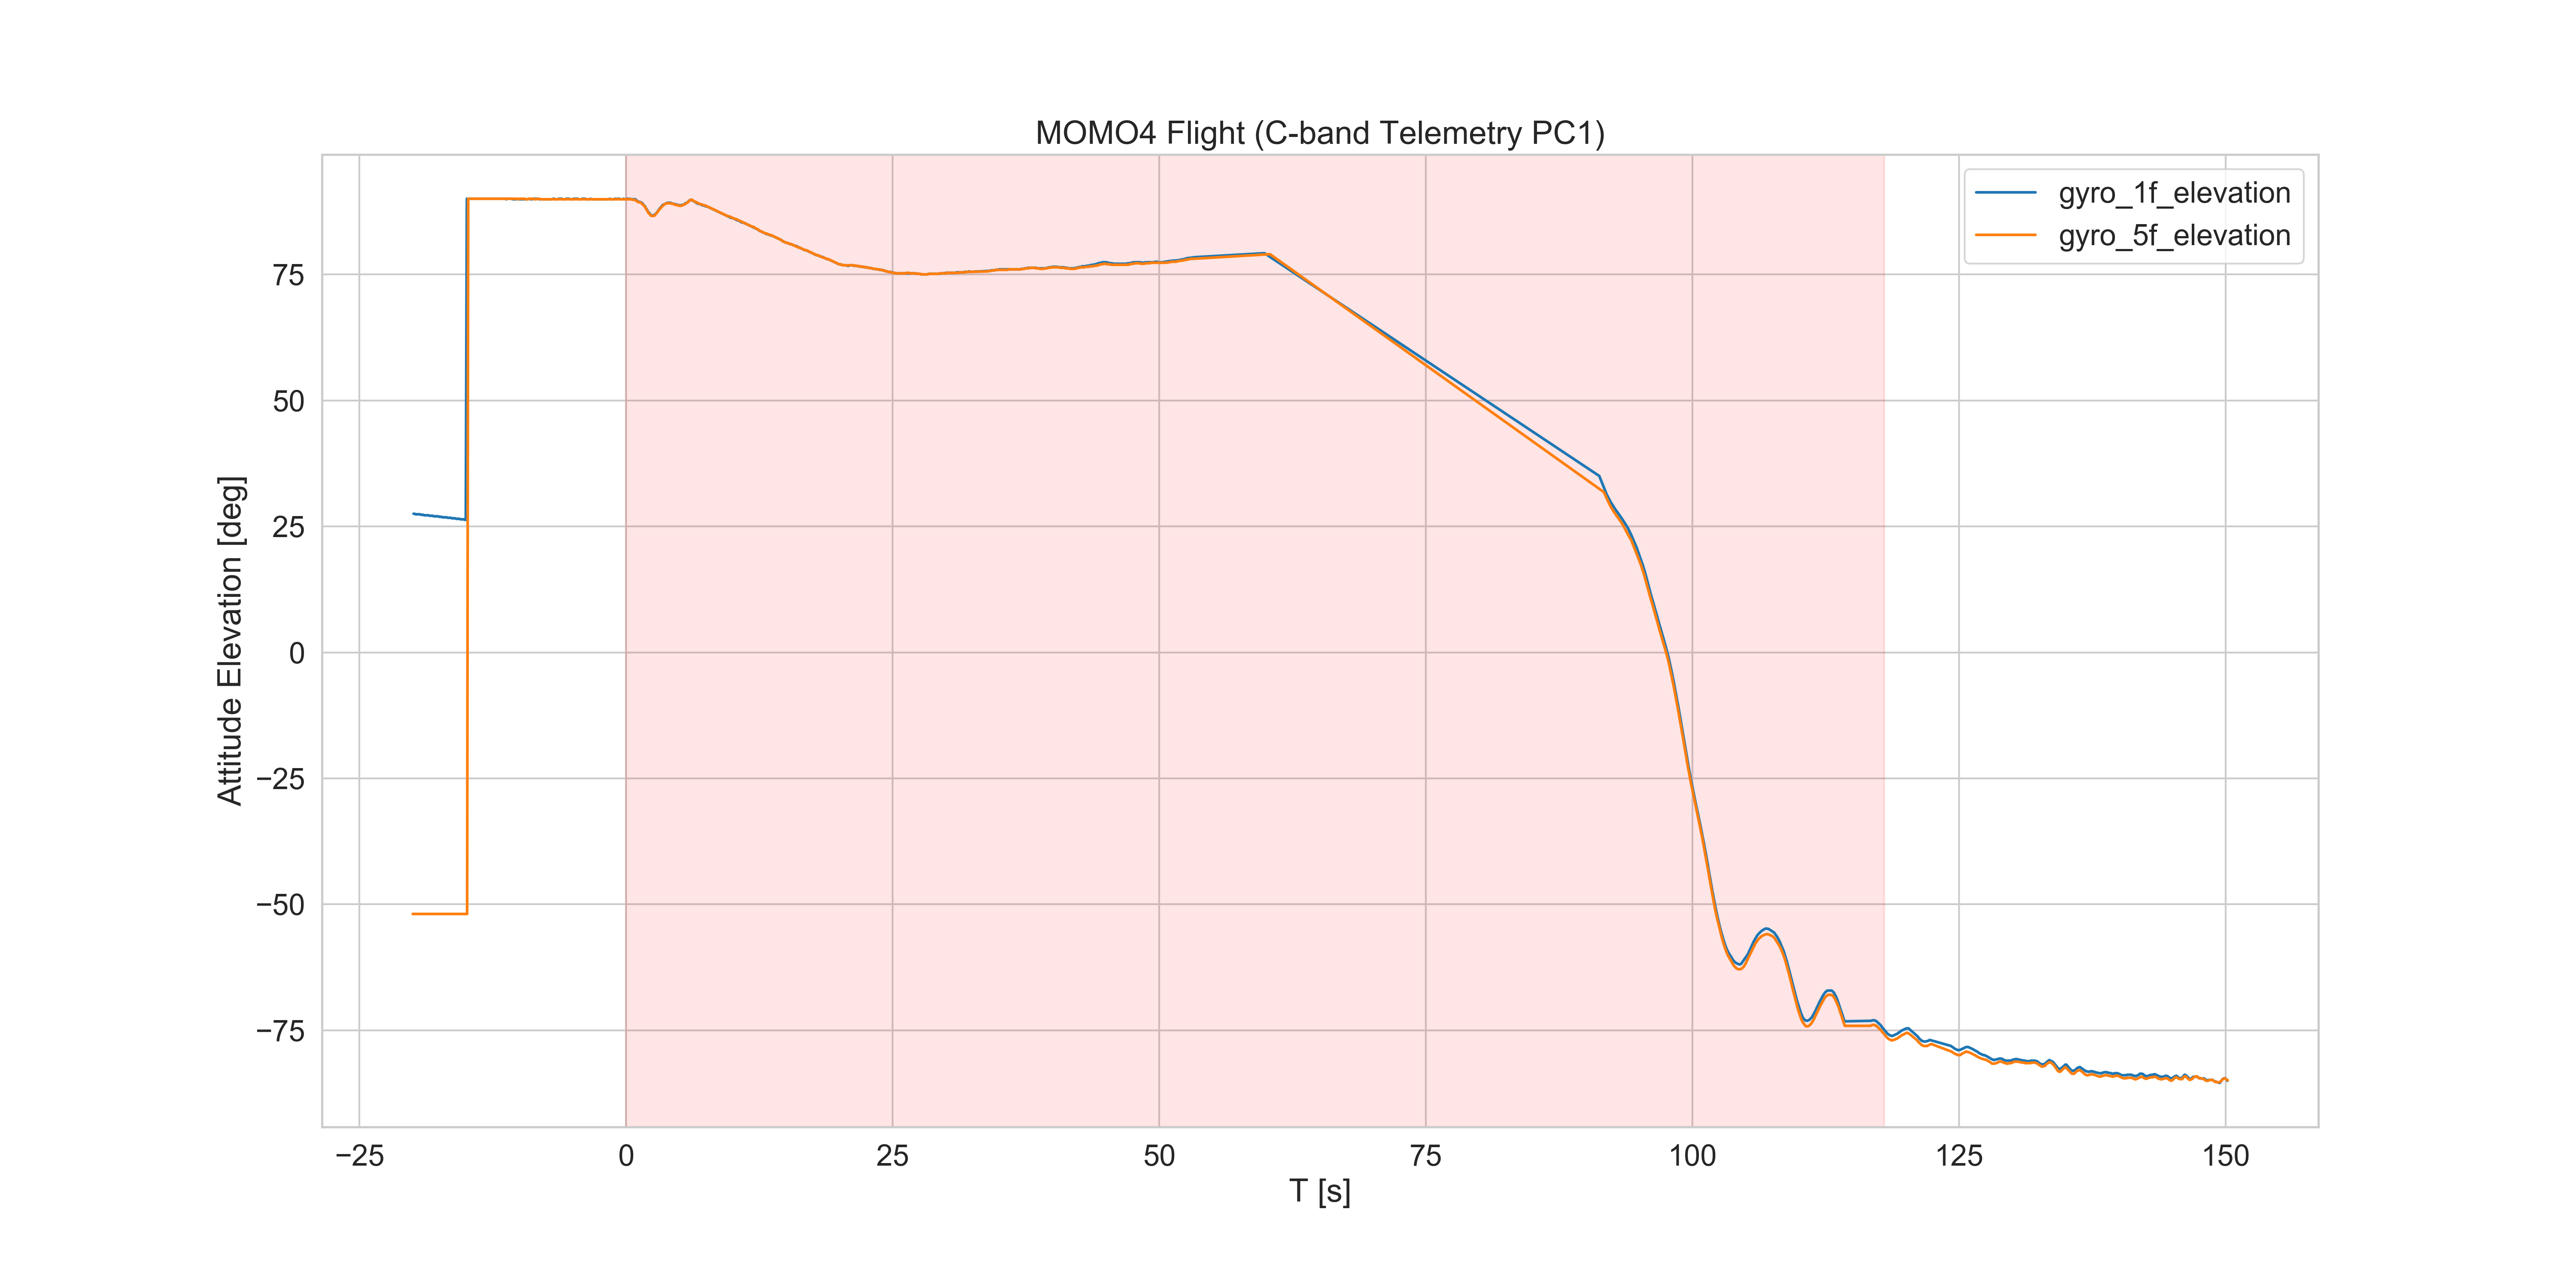 MOMO4 Flight (C-band Telemetry PC1)
gyro_1f_elevation
gyro_5f_elevation
Attitude Elevation [deg]
75
50
25
0
−25
−50
−75
−25 0 25 50 75 100 125 150
T [s]